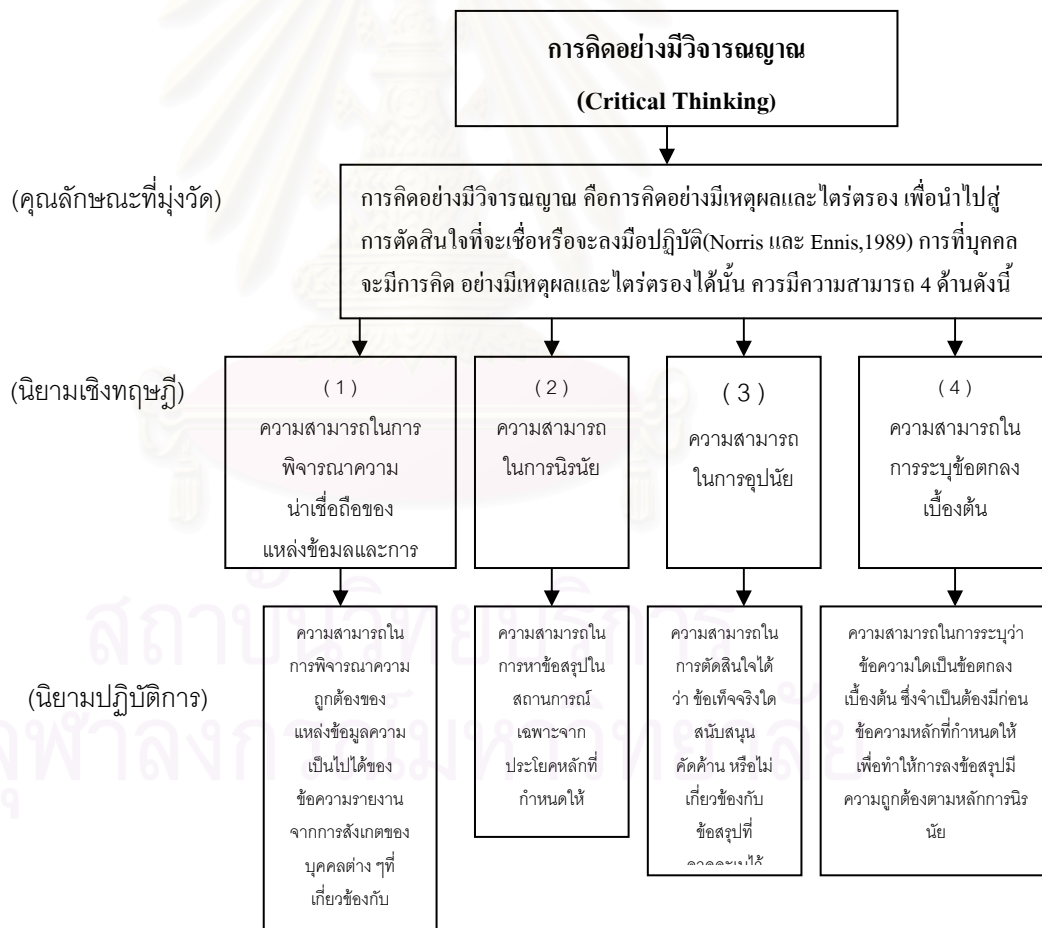 การคิดอย่างมีวิจารณญาณ
(Critical Thinking)
(คุณลักษณะที่มุ่งวัด)
การคิดอย่างมีวิจารณญาณ คือการคิดอย่างมีเหตุผลและไตร่ตรอง เพื่อนำไปสู่
การตัดสินใจที่จะเชื่อหรือจะลงมือปฏิบัติ(Norris และ Ennis,1989) การที่บุคคล
จะมีการคิด อย่างมีเหตุผลและไตร่ตรองได้นั้น ควรมีความสามารถ 4 ด้านดังนี้
(นิยามเชิงทฤษฎี)
( 1 )
ความสามารถในการ
พิจารณาความ
น่าเชื่อถือของ
แหล่งข้อมูลและการ
( 2 )
ความสามารถ
ในการนิรนัย
( 3 )
ความสามารถ
ในการอุปนัย
( 4 )
ความสามารถใน
การระบุข้อตกลง
เบื้องต้น
(นิยามปฏิบัติการ)
ความสามารถใน
การพิจารณาความ
ถูกต้องของ
แหล่งข้อมูลความ
เป็นไปได้ของ
ข้อความรายงาน
จากการสังเกตของ
บุคคลต่าง ๆที่
เกี่ยวข้องกับ
ความสามารถใน
การหาข้อสรุปใน
สถานการณ์
เฉพาะจาก
ประโยคหลักที่
กำหนดให้
ความสามารถใน
การตัดสินใจได้
ว่า ข้อเท็จจริงใด
สนับสนุน
คัดค้าน หรือไม่
เกี่ยวข้องกับ
ข้อสรุปที่
ความสามารถในการระบุว่า
ข้อความใดเป็นข้อตกลง
เบื้องต้น ซึ่งจำเป็นต้องมีก่อน
ข้อความหลักที่กำหนดให้
เพื่อทำให้การลงข้อสรุปมี
ความถูกต้องตามหลักการนิร
นัย
สถาบันวิทยบริการ
จุฬาลงกรณ์มหาวิทยาลัย